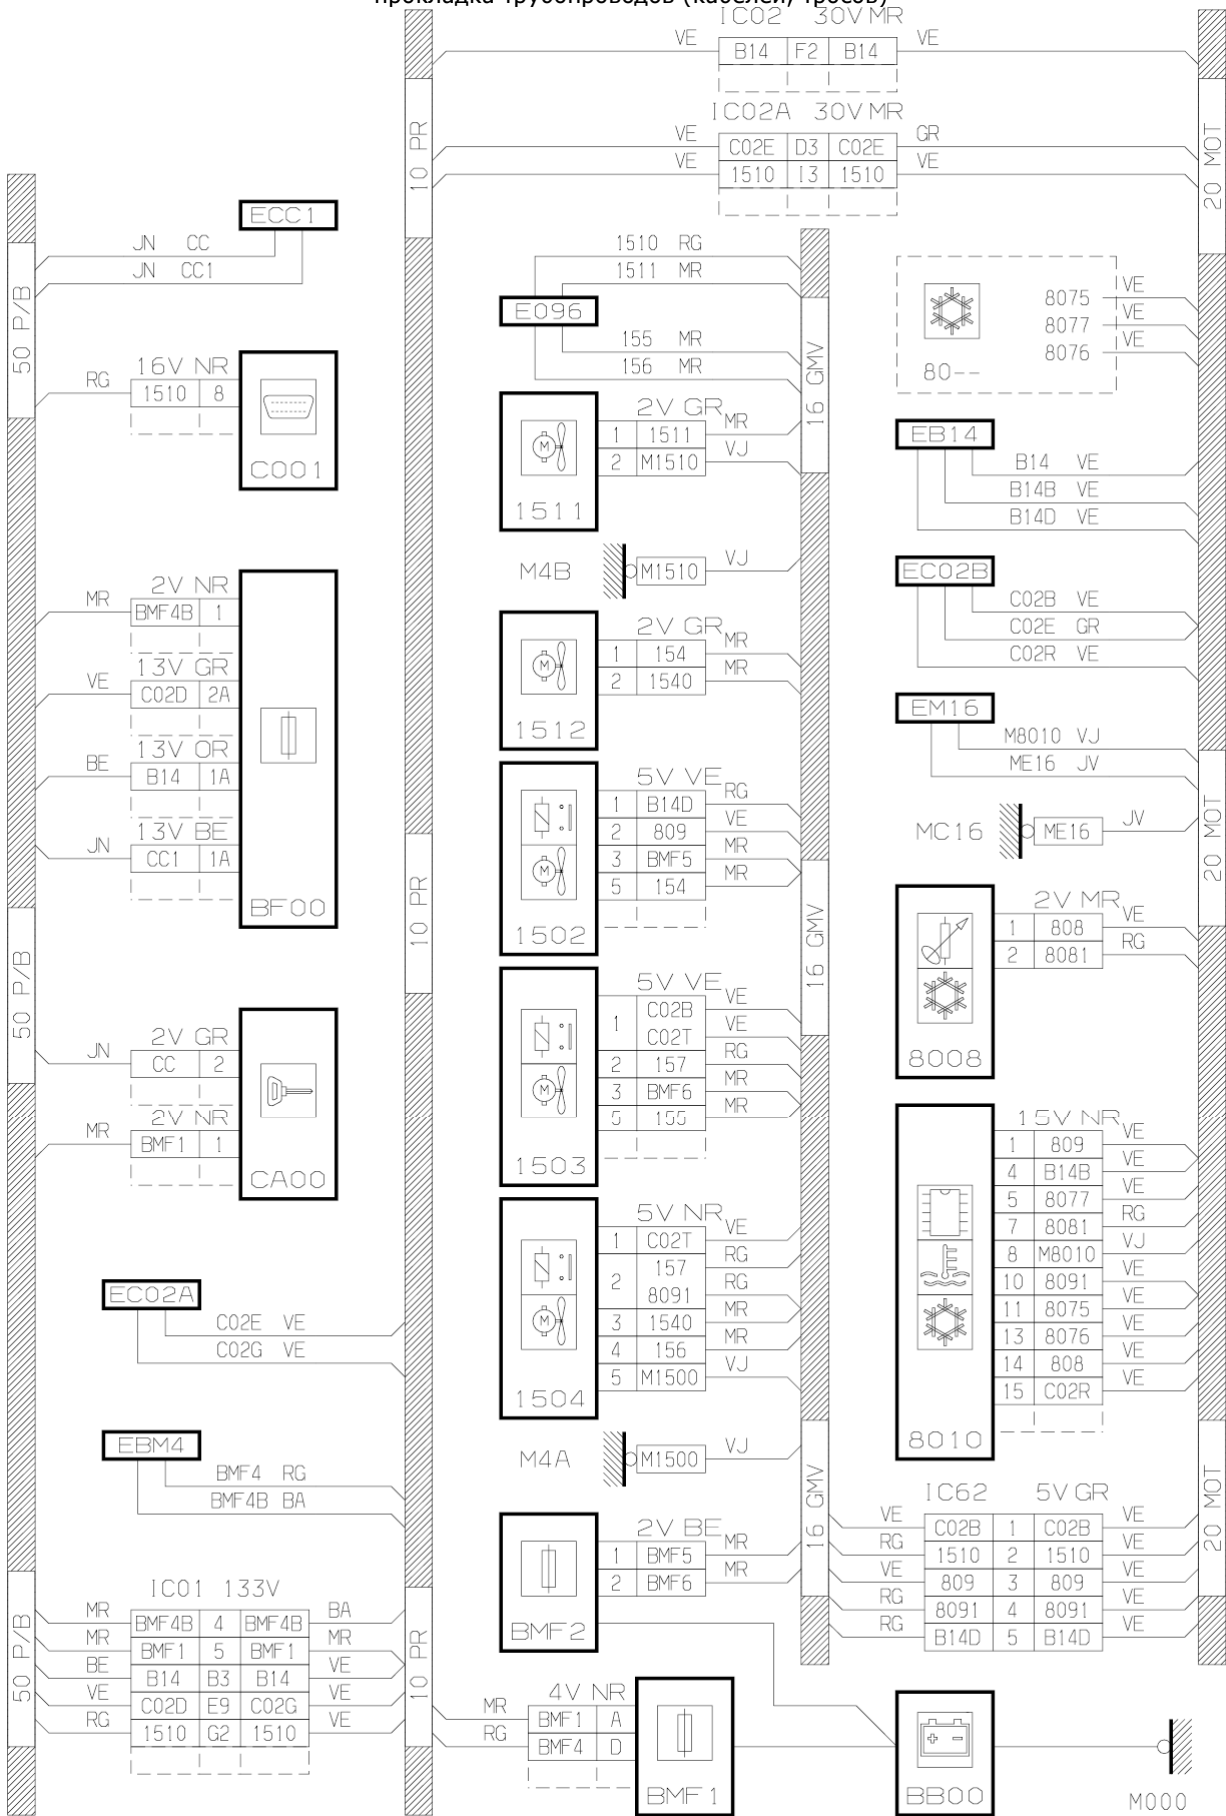 прокладка трубопроводов (кабелей, тросов)
IC02 30V MR
VE B14 F2 B14 VE
IC02A 30V MR
VE C02E D3 C02E GR
VE 1510 I3 1510 VE
10 PR
20 MOT
50 P/B
ECC1
JN CC
JN CC1
16V NR
RG 1510 8
C001
2V NR
MR BMF4B 1
13V GR
VE C02D 2A
13V OR
BE B14 1A
13V BE
JN CC1 1A
BF00
50 P/B
2V GR
JN CC 2
2V NR
MR BMF1 1
CA00
EC02A
C02E VE
C02G VE
EBM4
BMF4 RG
BMF4B BA
50 P/B
IC01 133V
MR BMF4B 4 BMF4B BA
MR BMF1 5 BMF1 MR
BE B14 B3 B14 VE
VE C02D E9 C02G VE
RG 1510 G2 1510 VE
10 PR
10 PR
1510 RG
1511 MR
E096
155 MR
156 MR
16 GMV
2V GR
1 1511 MR
2 M1510 VJ
1511
M4B M1510 VJ
2V GR
1 154 MR
2 1540 MR
1512
5V VE
1 B14D RG
2 809 VE
3 BMF5 MR
5 154 MR
1502
16 GMV
5V VE
1 C02B VE
C02T VE
2 157 RG
3 BMF6 MR
5 155 MR
1503
5V NR
1 C02T VE
2 157 RG
8091 RG
3 1540 MR
4 156 MR
5 M1500 VJ
1504
M4A M1500 VJ
16 GMV
2V BE
1 BMF5 MR
2 BMF6 MR
BMF2
4V NR
MR BMF1 A
RG BMF4 D
BMF1
8075 VE
8077 VE
8076 VE
80--
EB14
B14 VE
B14B VE
B14D VE
EC02B
C02B VE
C02E GR
C02R VE
EM16
M8010 VJ
ME16 JV
MC16 ME16 JV
20 MOT
2V MR
1 808 VE
2 8081 RG
8008
15V NR
1 809 VE
4 B14B VE
5 8077 VE
7 8081 RG
8 M8010 VJ
10 8091 VE
11 8075 VE
13 8076 VE
14 808 VE
15 C02R VE
8010
20 MOT
IC62 5V GR
VE C02B 1 C02B VE
RG 1510 2 1510 VE
VE 809 3 809 VE
RG 8091 4 8091 VE
RG B14D 5 B14D VE
BB00
M000